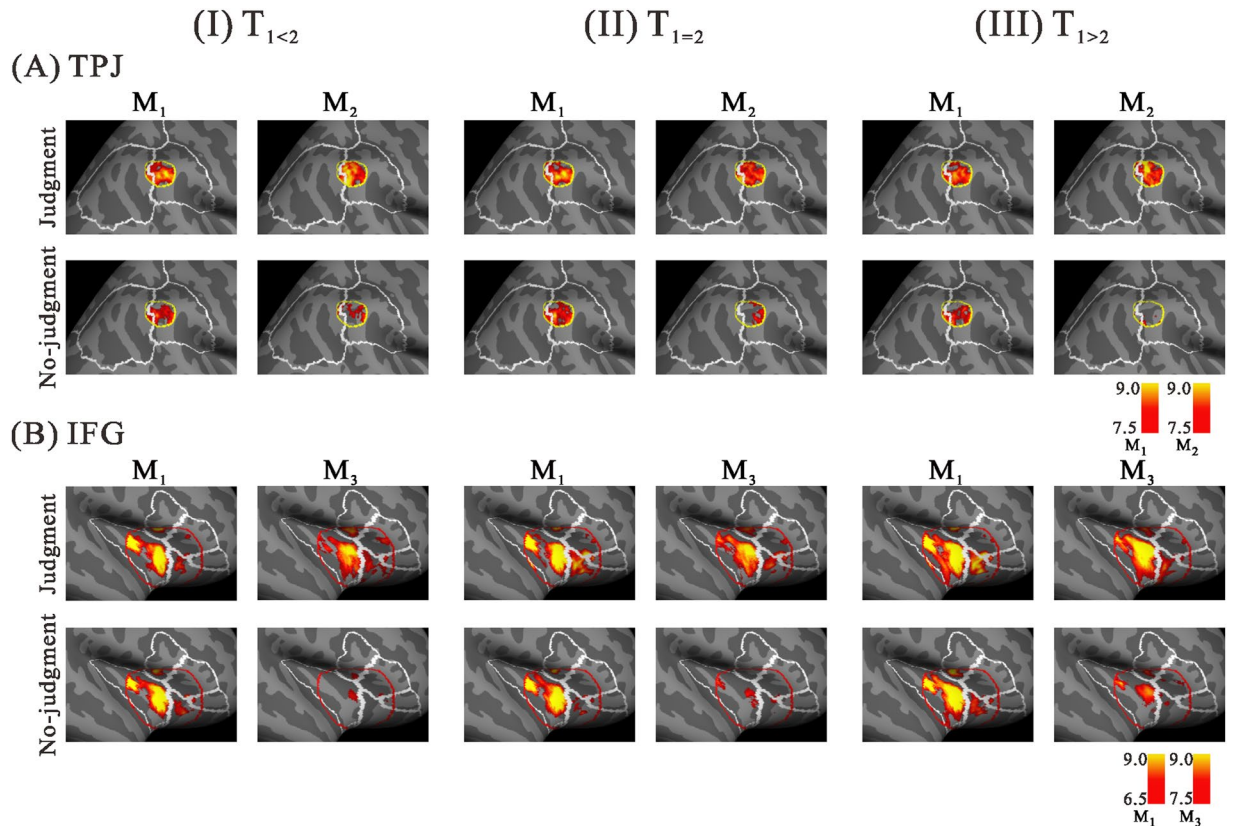 (I) T1<2 (II) T1=2 (III) T1>2
(A) TPJ
M1 M2 M1 M2 M1 M2
Judgment
No-judgment
9.0 9.0
7.5 7.5
M1 M2
(B) IFG
M1 M3 M1 M3 M1 M3
Judgment
No-judgment
9.0 9.0
6.5 7.5
M1 M3